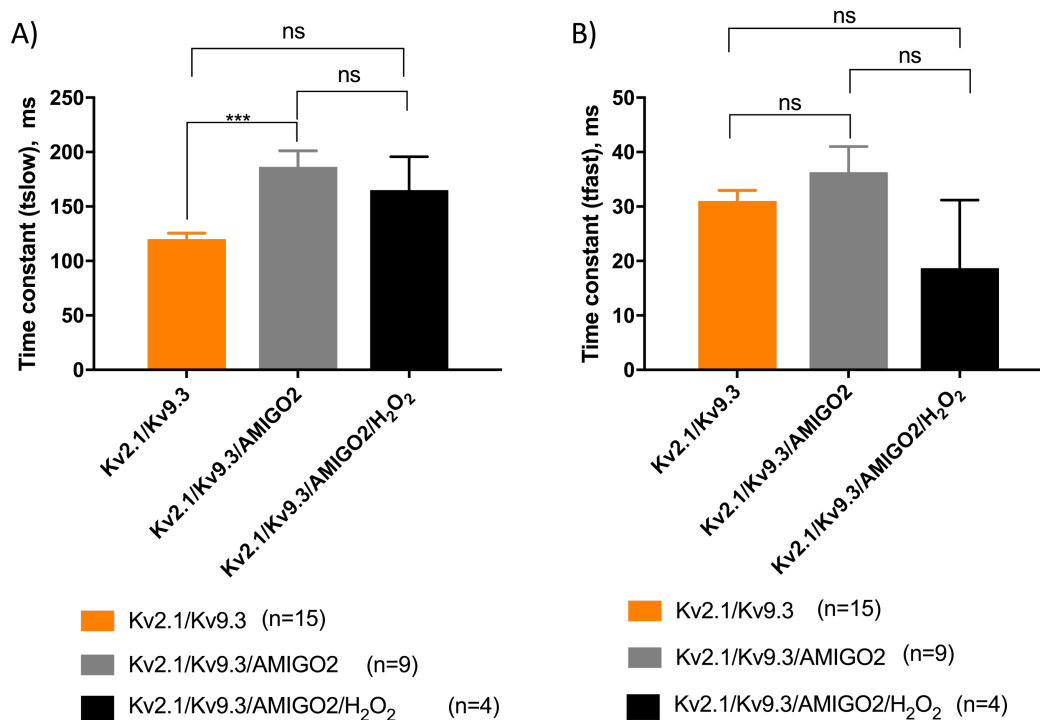 A)
ns
ns
***
Time constant (tslow), ms
250
200
150
100
50
0
Kv2.1/Kv9.3
Kv2.1/Kv9.3/AMIGO2
Kv2.1/Kv9.3/AMIGO2/H₂O₂
Kv2.1/Kv9.3 (n=15)
Kv2.1/Kv9.3/AMIGO2 (n=9)
Kv2.1/Kv9.3/AMIGO2/H₂O₂ (n=4)
B)
ns
ns
ns
Time constant (tfast), ms
50
40
30
20
10
0
Kv2.1/Kv9.3
Kv2.1/Kv9.3/AMIGO2
Kv2.1/Kv9.3/AMIGO2/H₂O₂
Kv2.1/Kv9.3 (n=15)
Kv2.1/Kv9.3/AMIGO2 (n=9)
Kv2.1/Kv9.3/AMIGO2/H₂O₂ (n=4)